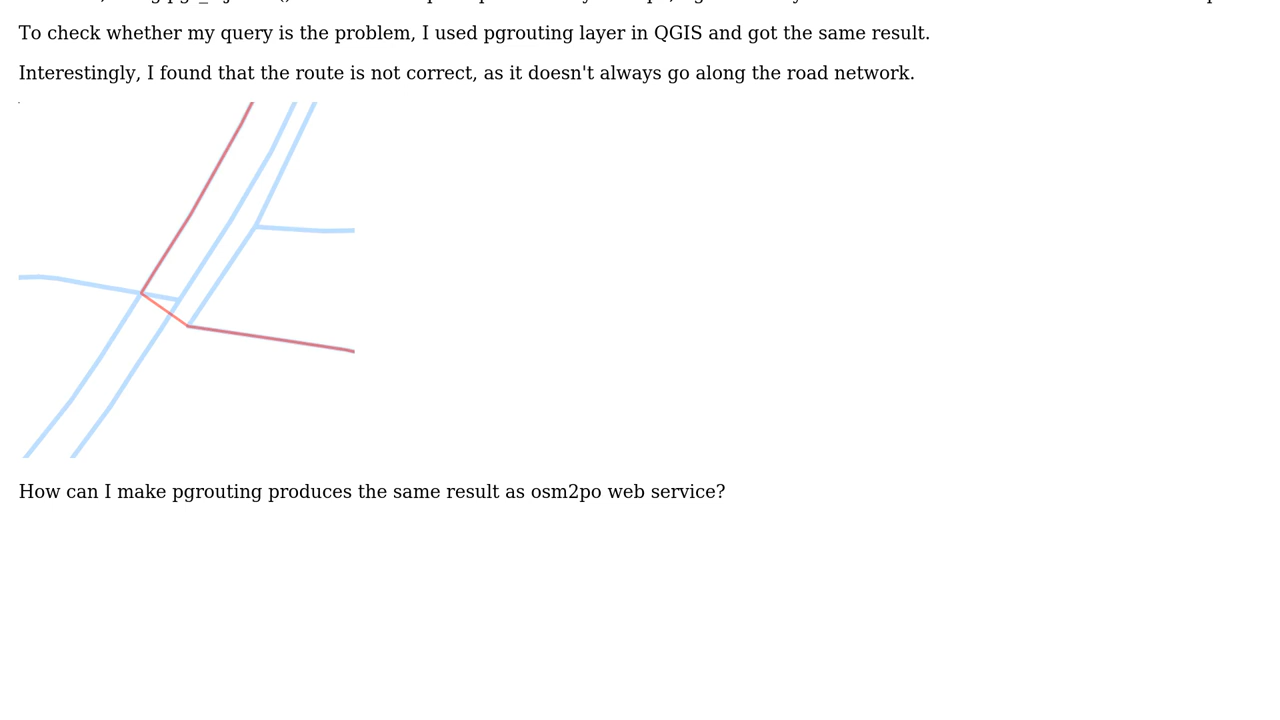 To check whether my query is the problem, I used pgrouting layer in QGIS and got the same result.
Interestingly, I found that the route is not correct, as it doesn't always go along the road network.
How can I make pgrouting produces the same result as osm2po web service?